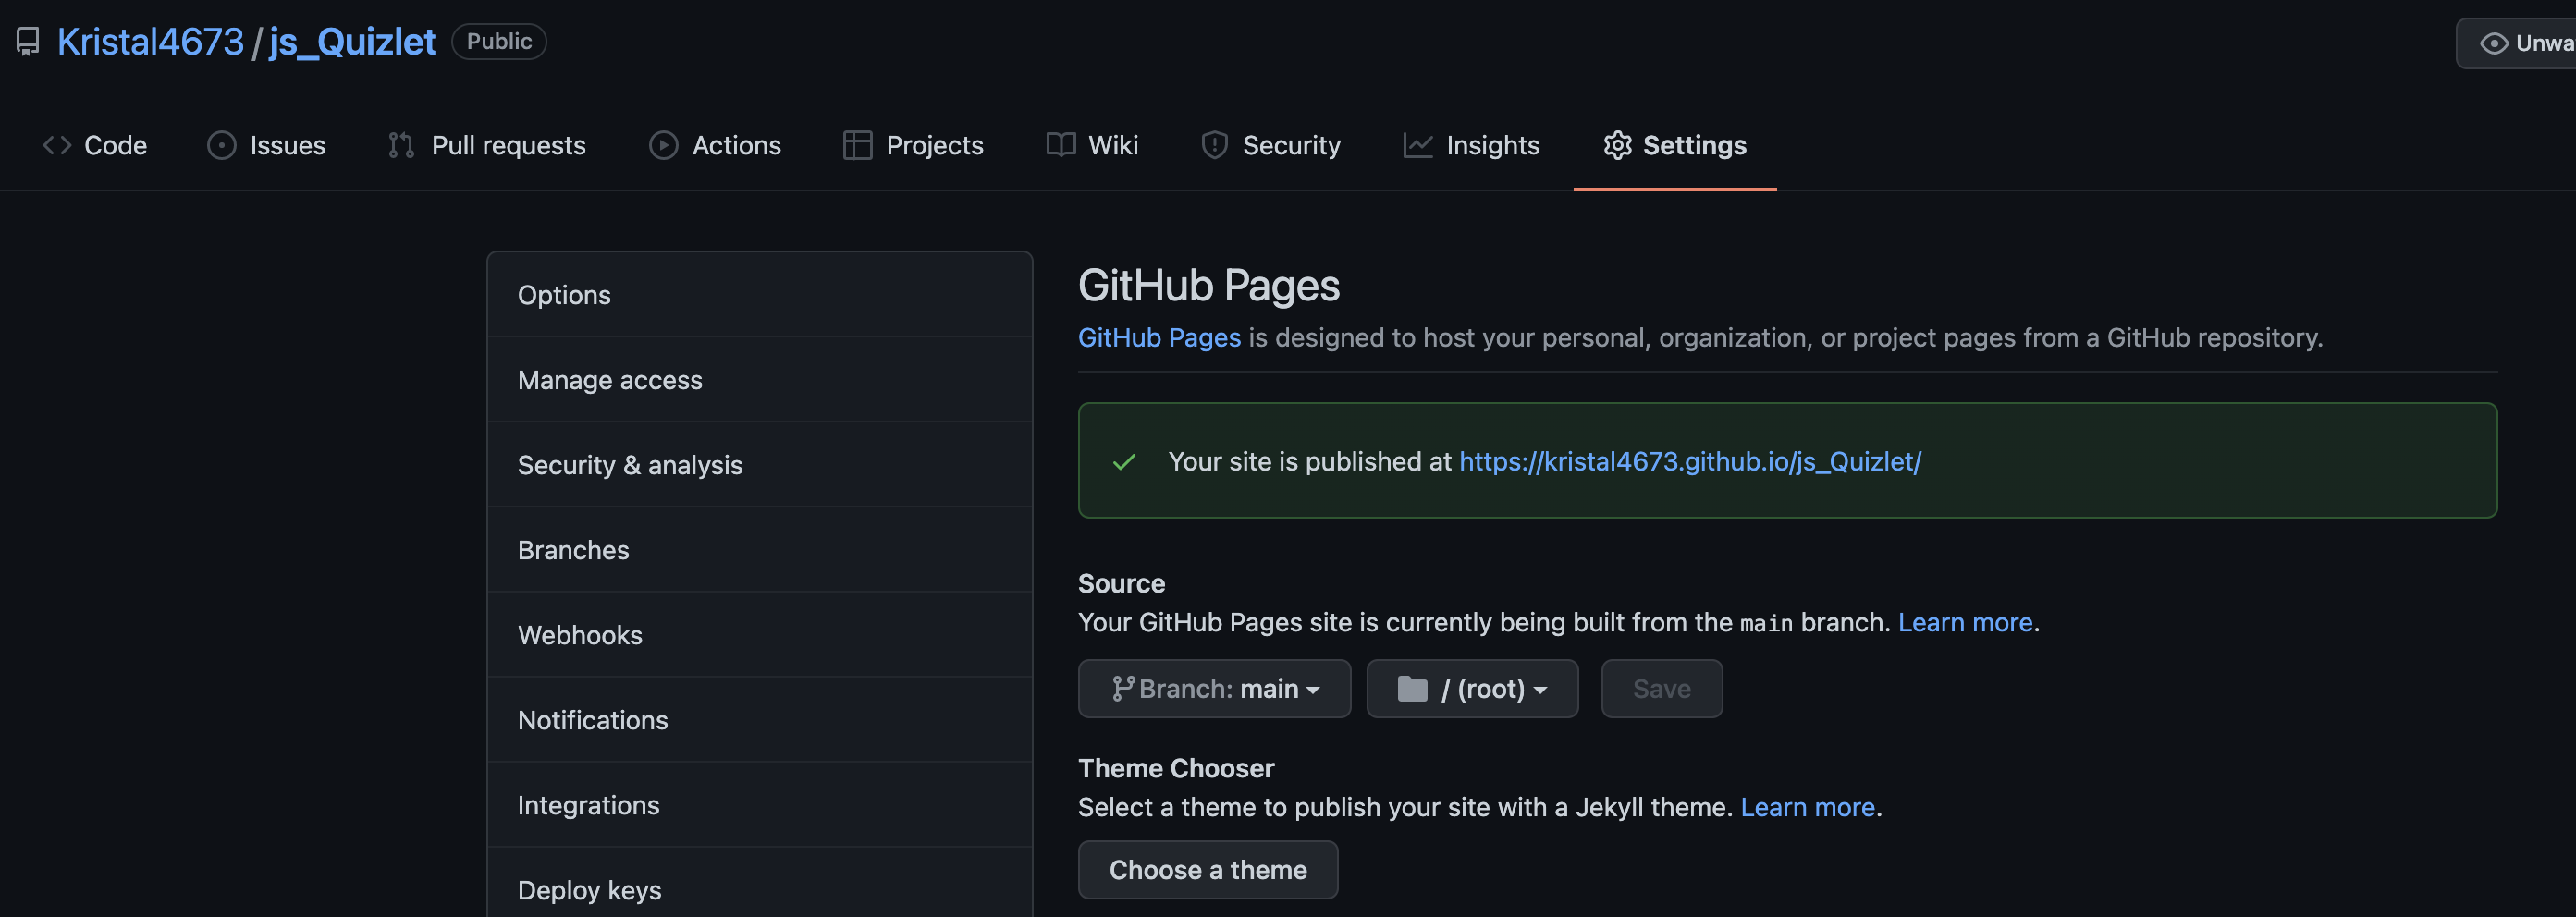 Kristal4673 / js_Quizlet Public
Unwa
Code Issues Pull requests Actions Projects Wiki Security Insights Settings
Options
Manage access
Security & analysis
Branches
Webhooks
Notifications
Integrations
Deploy keys
GitHub Pages
GitHub Pages is designed to host your personal, organization, or project pages from a GitHub repository.
Your site is published at https://kristal4673.github.io/js_Quizlet/
Source
Your GitHub Pages site is currently being built from the main branch. Learn more.
Branch: main / (root) Save
Theme Chooser
Select a theme to publish your site with a Jekyll theme. Learn more.
Choose a theme